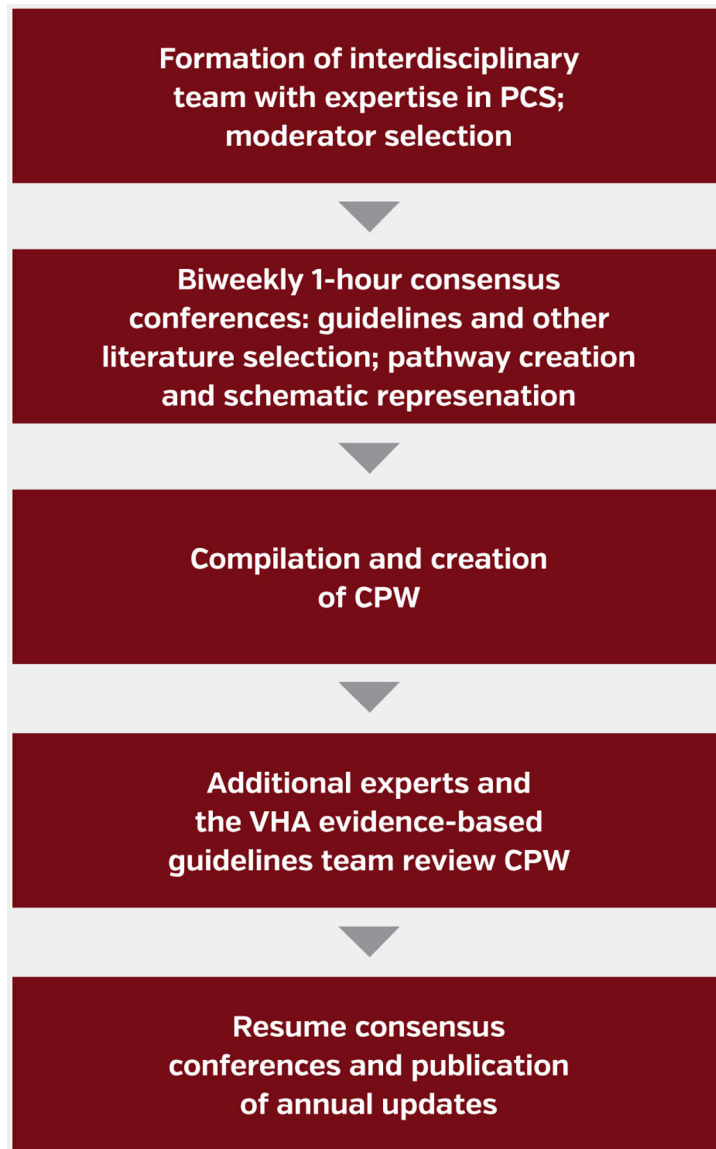 Formation of interdisciplinary
team with expertise in PCS;
moderator selection
Biweekly 1-hour consensus
conferences: guidelines and other
literature selection; pathway creation
and schematic represenation
Compilation and creation
of CPW
Additional experts and
the VHA evidence-based
guidelines team review CPW
Resume consensus
conferences and publication
of annual updates